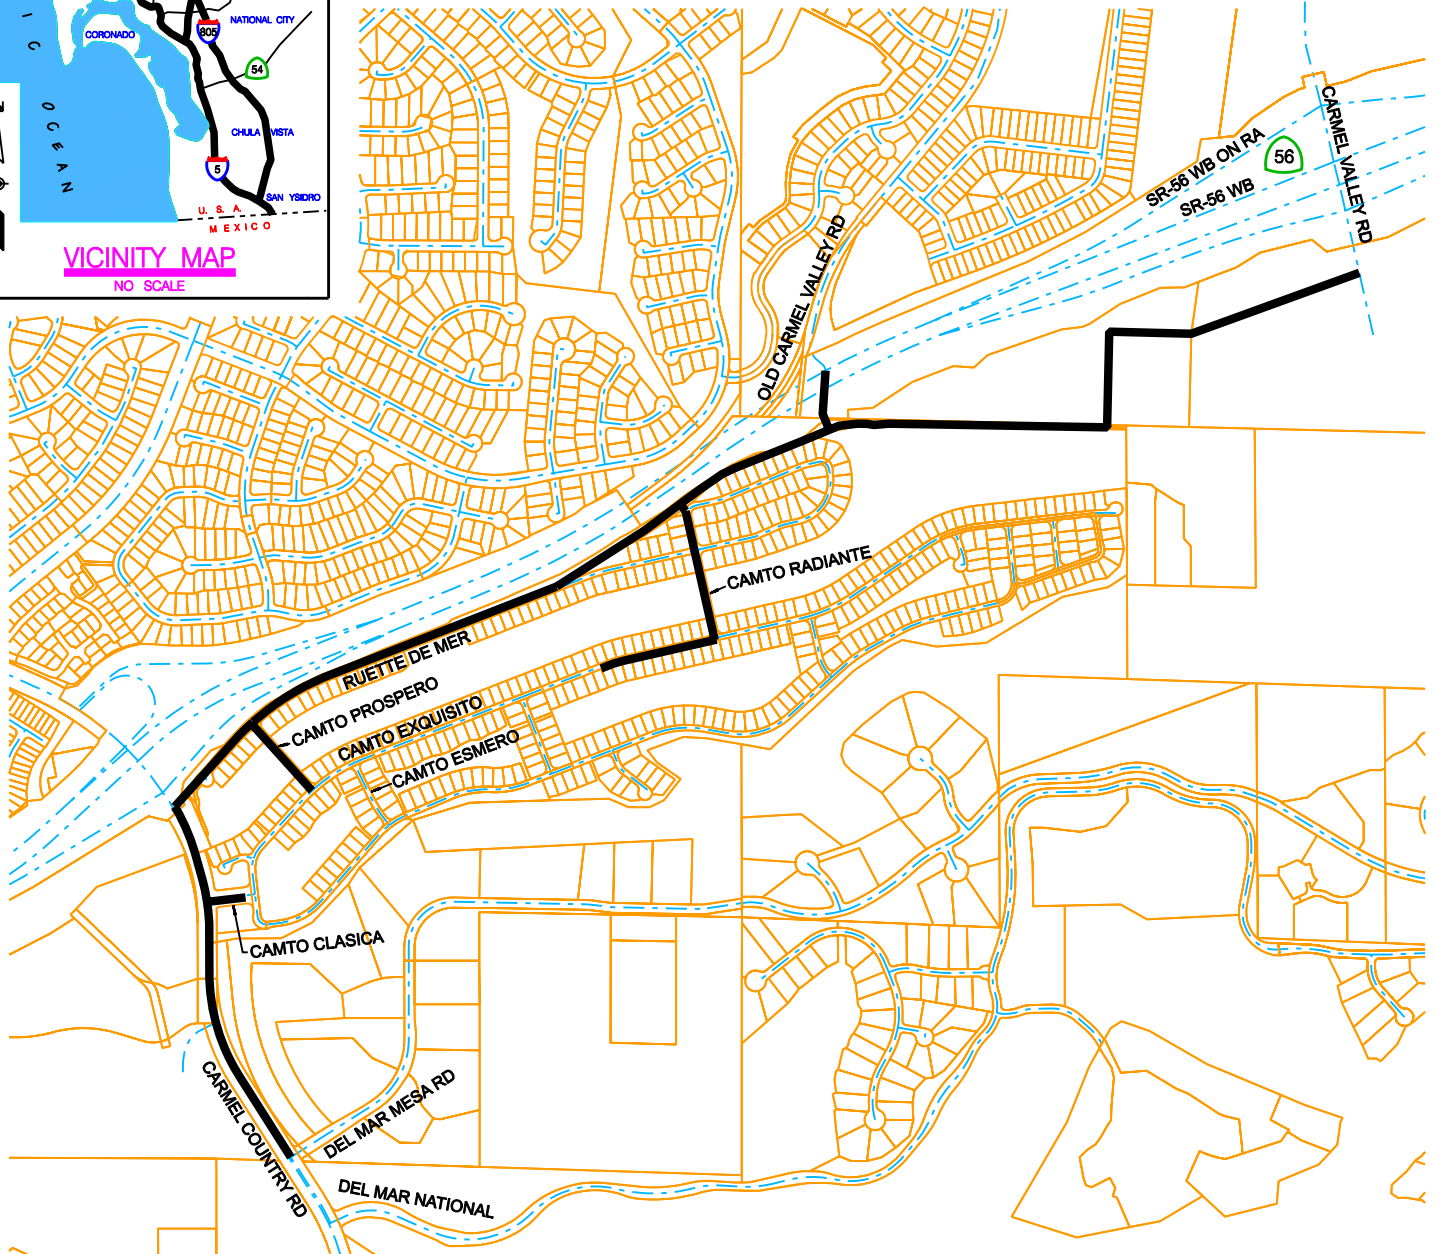 I
C
OCEAN
CORONADO
NATIONAL CITY
805
54
CHULA VISTA
5
SAN YSIDRO
U. S. A.
MEXICO
VICINITY MAP
NO SCALE
CARMEL VALLEY RD
SR-56 WB ON RA
56
SR-56 WB
OLD CARMEL VALLEY RD
CAMTO RADIANTE
RUETTE DE MER
CAMTO PROSPERO
CAMTO EXQUISITO
CAMTO ESMERO
CAMTO CLASICA
CARMEL COUNTRY RD
DEL MAR MESA RD
DEL MAR NATIONAL